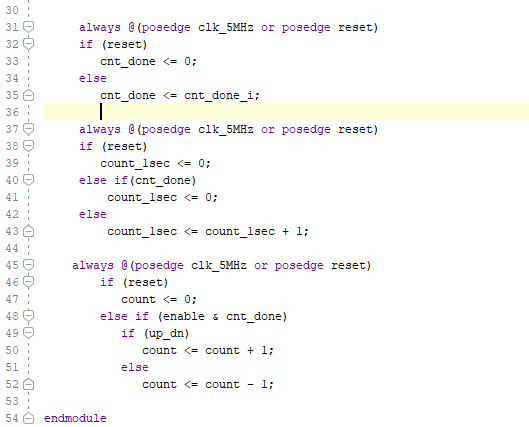 30
31 always @(posedge clk_5MHz or posedge reset)
32 if (reset)
33 cnt_done <= 0;
34 else
35 cnt_done <= cnt_done_i;
36
37 always @(posedge clk_5MHz or posedge reset)
38 if (reset)
39 count_1sec <= 0;
40 else if(cnt_done)
41 count_1sec <= 0;
42 else
43 count_1sec <= count_1sec + 1;
44
45 always @(posedge clk_5MHz or posedge reset)
46 if (reset)
47 count <= 0;
48 else if (enable & cnt_done)
49 if (up_dn)
50 count <= count + 1;
51 else
52 count <= count - 1;
53
54 endmodule